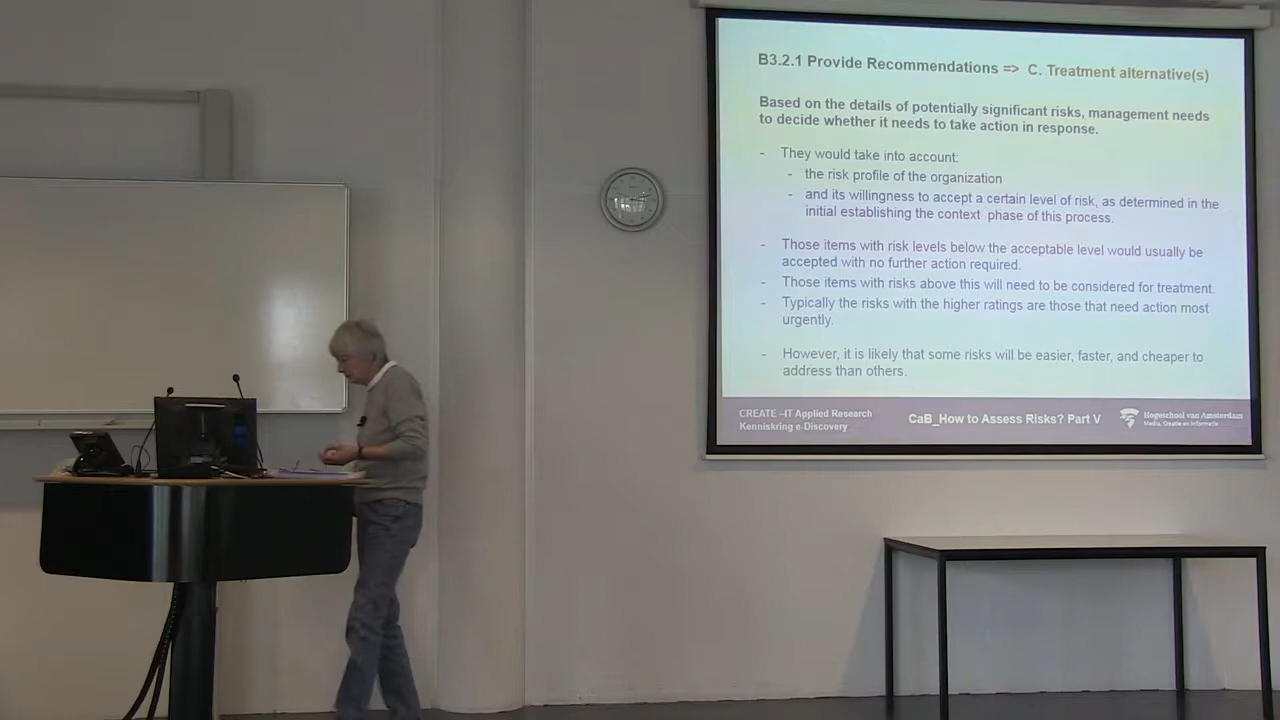 B3.2.1 Provide Recommendations => C. Treatment alternative(s)
Based on the details of potentially significant risks, management needs
to decide whether it needs to take action in response.
- They would take into account:
- the risk profile of the organization
- and its willingness to accept a certain level of risk, as determined in the
initial establishing the context phase of this process.
- Those items with risk levels below the acceptable level would usually be
accepted with no further action required.
- Those items with risks above this will need to be considered for treatment.
- Typically the risks with the higher ratings are those that need action most
urgently.
- However, it is likely that some risks will be easier, faster, and cheaper to
address than others.
CREATE –IT Applied Research
Kenniskring e-Discovery
CaB_How to Assess Risks? Part V
Hogeschool van Amsterdam
Media, Creatie en Informatie